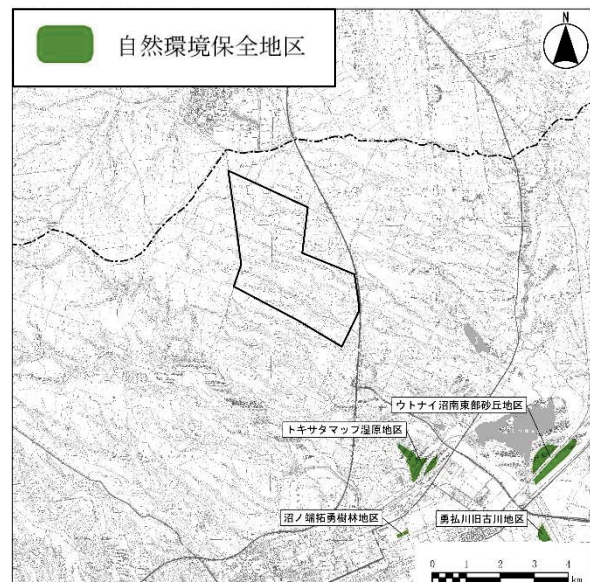 自然環境保全地区
N
ウトナイ沼南東部砂丘地区
トキサタマップ湿原地区
沼ノ端拓勇樹林地区
勇払川旧古川地区
0 1 2 3 4
km